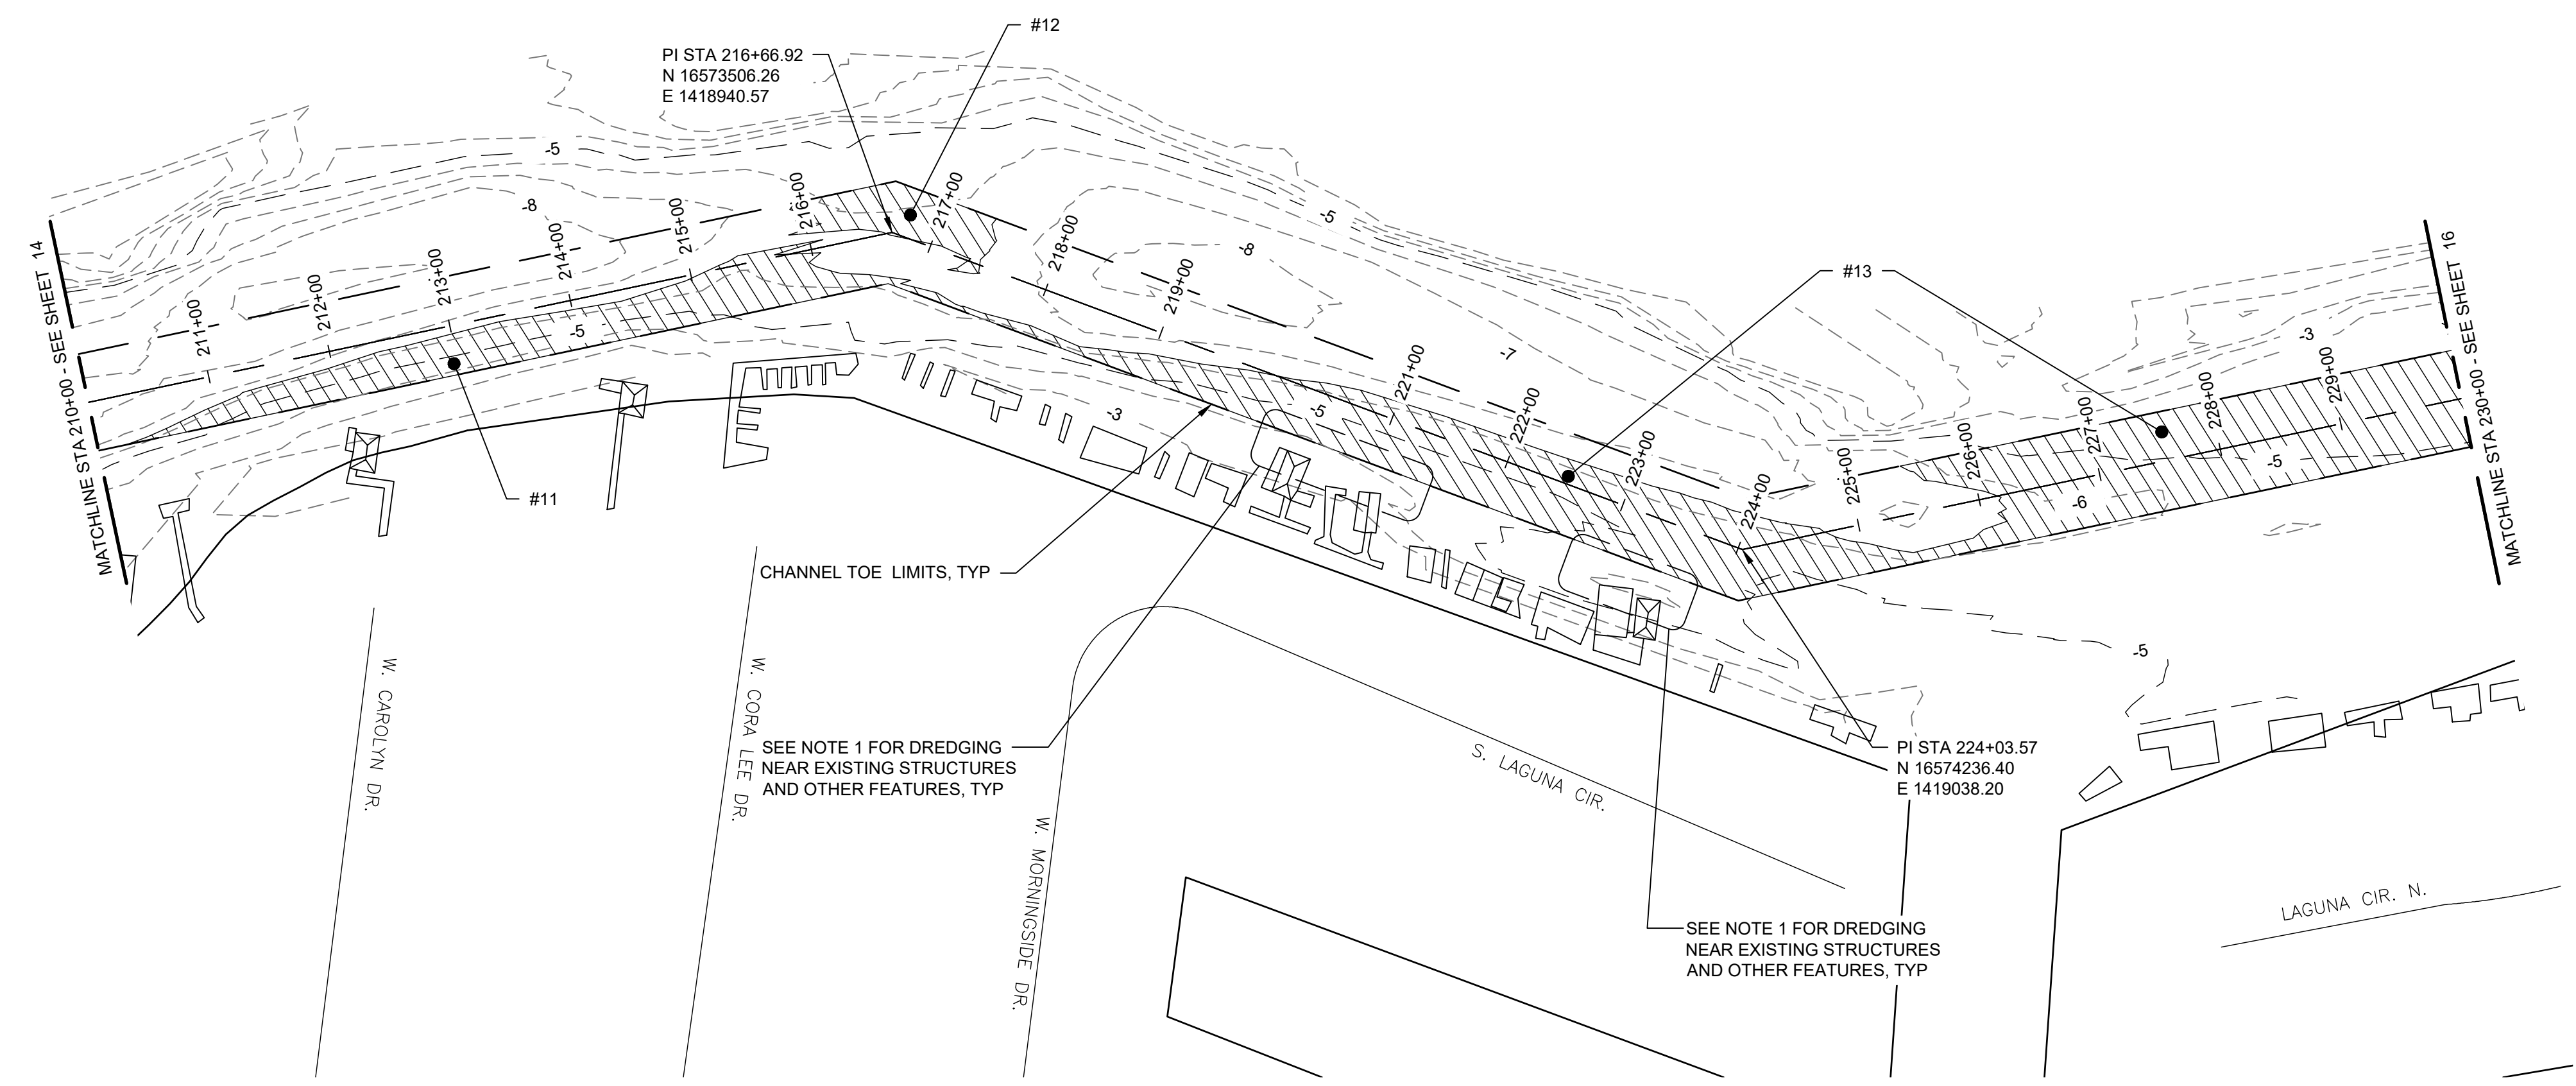 #12
PI STA 216+66.92
N 16573506.26
E 1418940.57
-5
-8
216+00
217+00
215+00
214+00
213+00
212+00
211+00
218+00
219+00
-5
-8
-7
#13
MATCHLINE STA 210+00 - SEE SHEET 14
MATCHLINE STA 230+00 - SEE SHEET 16
-5
-3
-5
221+00
222+00
223+00
224+00
225+00
226+00
227+00
228+00
229+00
-3
-5
-6
#11
CHANNEL TOE LIMITS, TYP
W. CAROLYN DR.
W. CORA LEE DR.
W. MORNINGSIDE DR.
S. LAGUNA CIR.
-5
SEE NOTE 1 FOR DREDGING
NEAR EXISTING STRUCTURES
AND OTHER FEATURES, TYP
PI STA 224+03.57
N 16574236.40
E 1419038.20
SEE NOTE 1 FOR DREDGING
NEAR EXISTING STRUCTURES
AND OTHER FEATURES, TYP
LAGUNA CIR. N.